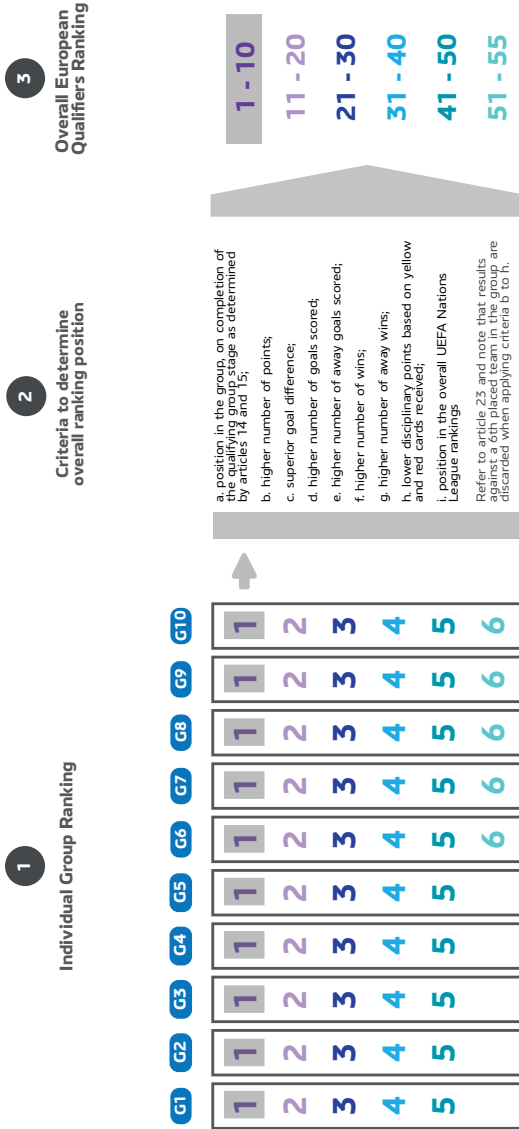 1
Individual Group Ranking
G1 G2 G3 G4 G5 G6 G7 G8 G9 G10
1 1 1 1 1 1 1 1 1 1
2 2 2 2 2 2 2 2 2 2
3 3 3 3 3 3 3 3 3 3
4 4 4 4 4 4 4 4 4 4
5 5 5 5 5 5 5 5 5 5
6 6 6 6 6
2
Criteria to determine
overall ranking position
a. position in the group, on completion of
the qualifying group stage as determined
by articles 14 and 15;
b. higher number of points;
c. superior goal difference;
d. higher number of goals scored;
e. higher number of away goals scored;
f. higher number of wins;
g. higher number of away wins;
h. lower disciplinary points based on yellow
and red cards received;
i. position in the overall UEFA Nations
League rankings
Refer to article 23 and note that results
against a 6th placed team in the group are
discarded when applying criteria b to h.
3
Overall European
Qualifiers Ranking
1 - 10
11 - 20
21 - 30
31 - 40
41 - 50
51 - 55